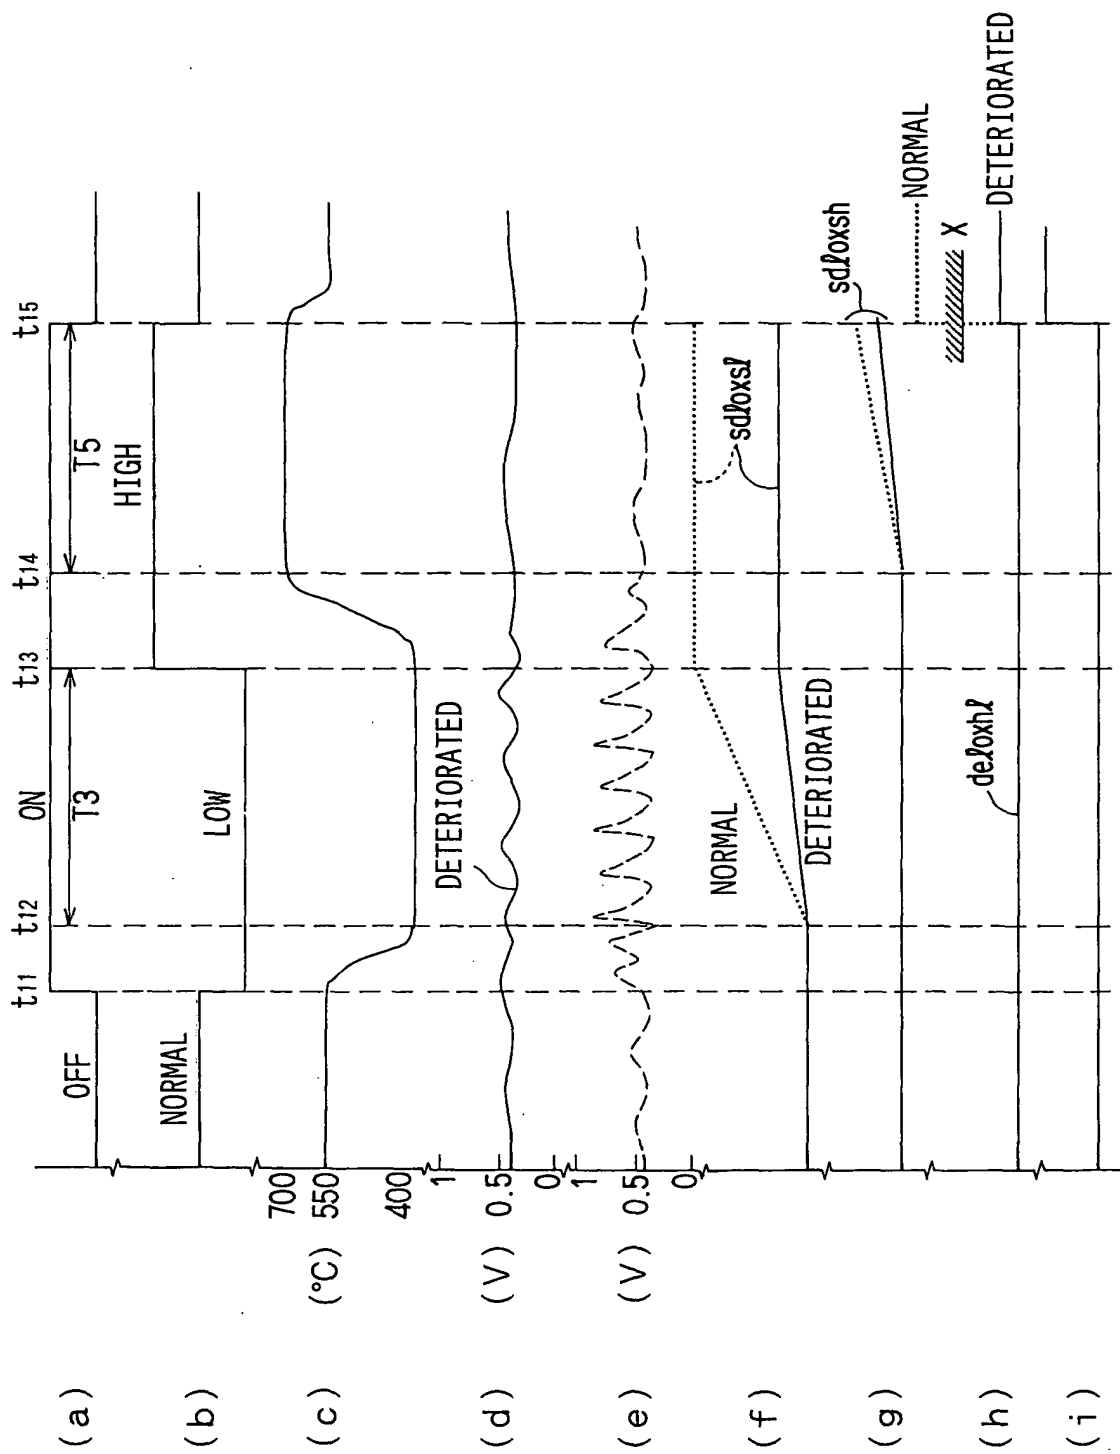 t11 t12 t13 t14 t15
(a) OFF ON T3 T5
(b) NORMAL LOW HIGH
(c) (°C) 700 550 400
(d) (V) 1 0.5 0 DETERIORATED
(e) (V) 1 0.5 0
(f) NORMAL DETERIORATED sdloxsl
(g) sdloxsh
(h) deloxhl NORMAL X DETERIORATED
(i)